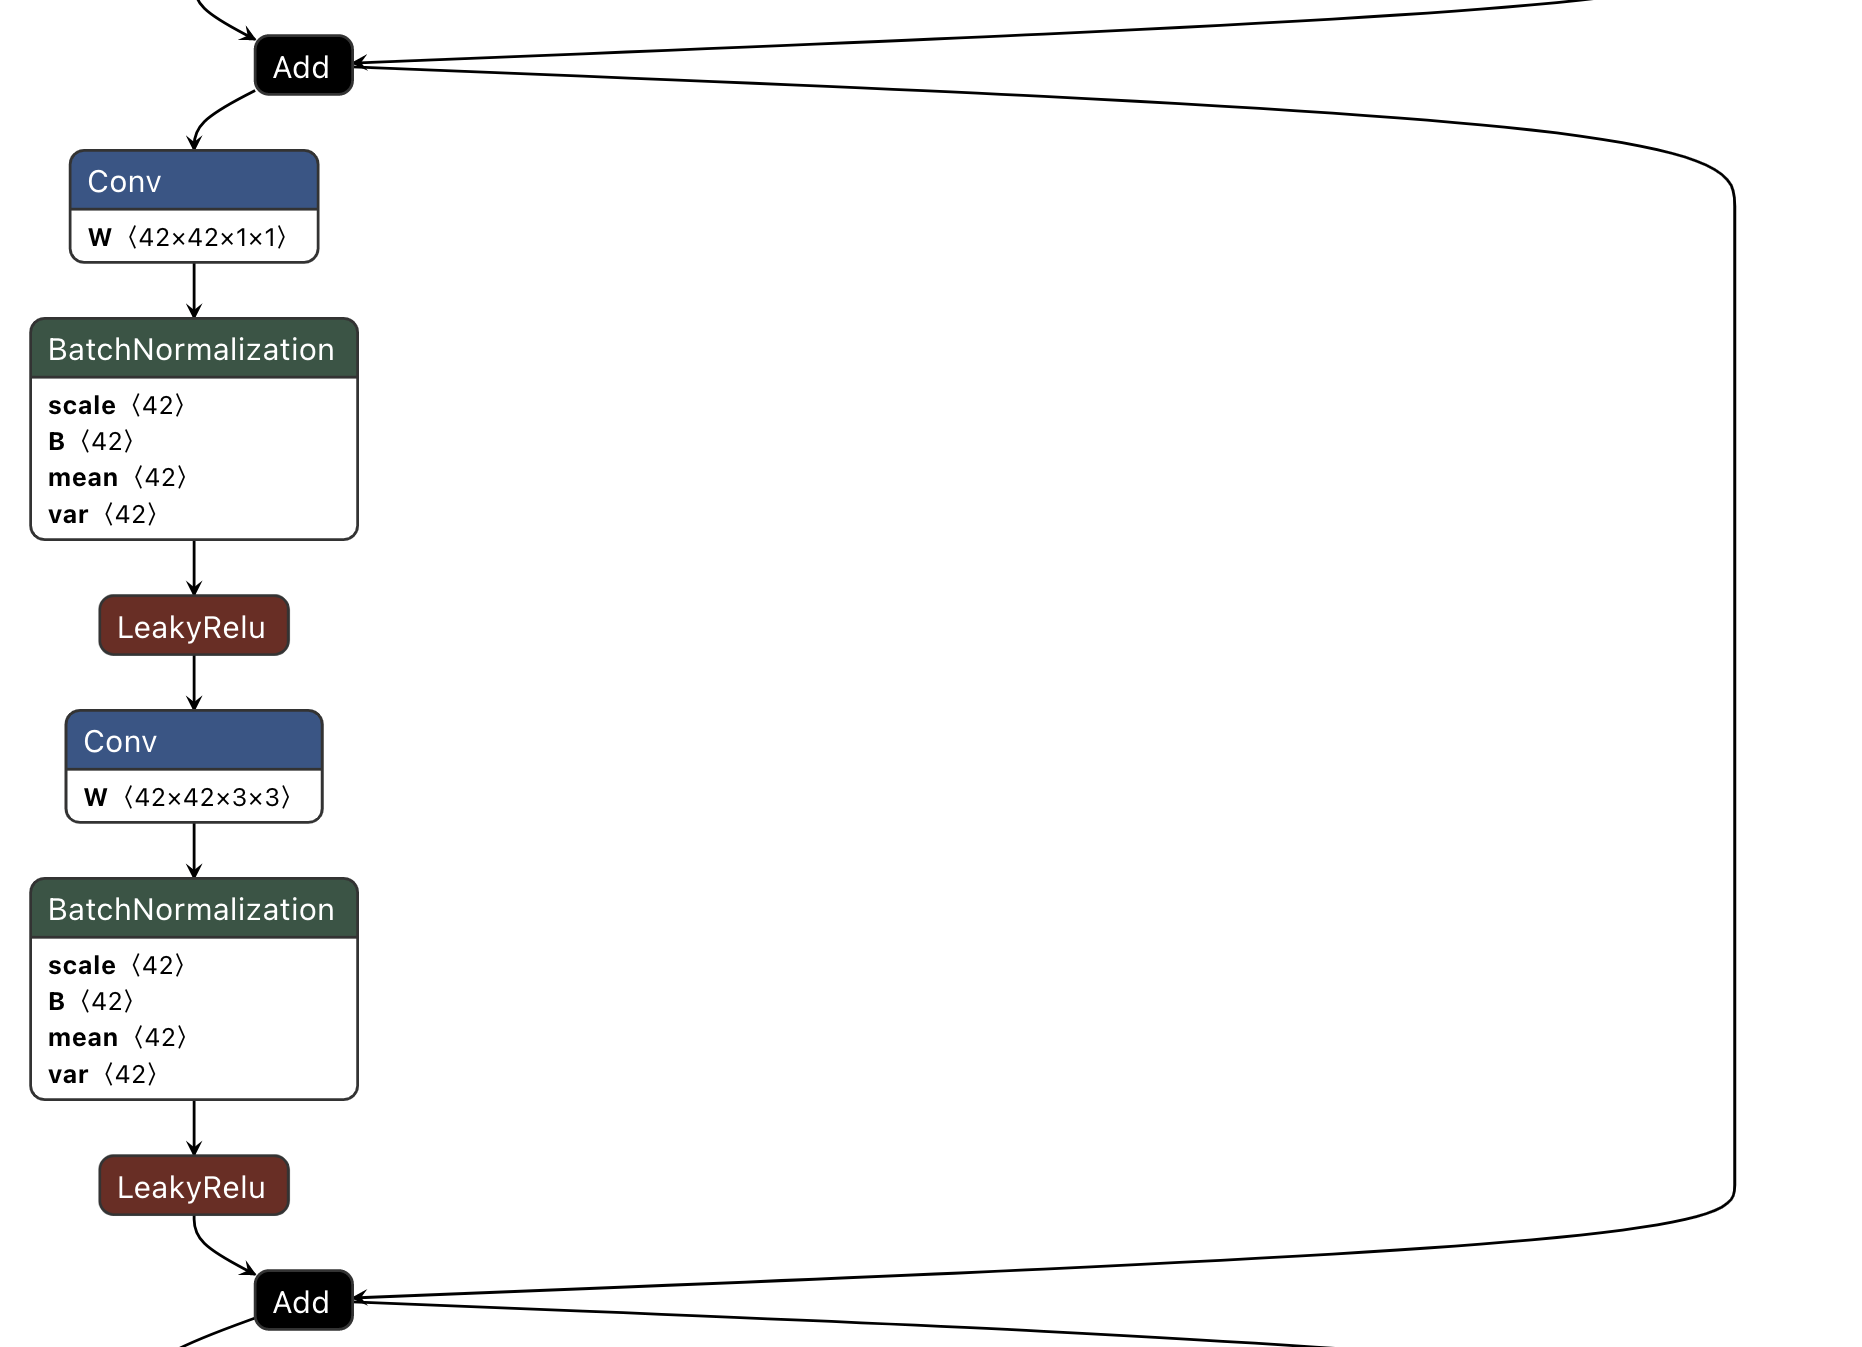 Add
Conv
W 〈42×42×1×1〉
BatchNormalization
scale 〈42〉
B 〈42〉
mean 〈42〉
var 〈42〉
LeakyRelu
Conv
W 〈42×42×3×3〉
BatchNormalization
scale 〈42〉
B 〈42〉
mean 〈42〉
var 〈42〉
LeakyRelu
Add